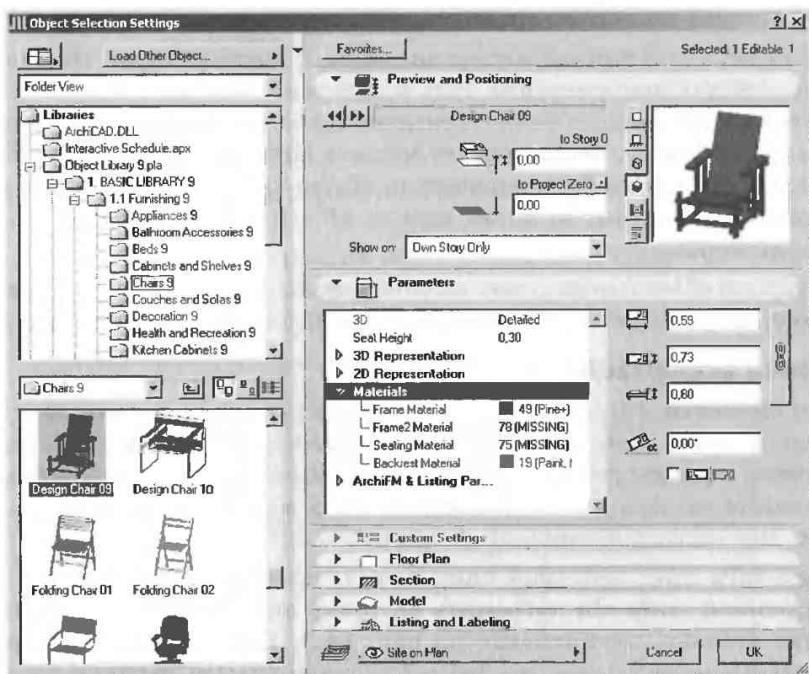 Object Selection Settings
Load Other Object...
Folder View
Libraries
ArchiCAD.DLL
Interactive Schedule.apx
Object Library 9.pla
1. BASIC LIBRARY 9
1.1 Furnishing 9
Appliances 9
Bathroom Accessories 9
Beds 9
Cabinets and Shelves 9
Chairs 9
Couches and Sofas 9
Decoration 9
Health and Recreation 9
Kitchen Cabinets 9
Chairs 9
Design Chair 09
Design Chair 10
Folding Chair 01
Folding Chair 02
Favorites...
Selected: 1 Editable: 1
Preview and Positioning
Design Chair 09
to Story 0
0,00
to Project Zero
0,00
Show on: Own Story Only
Parameters
3D Detailed
Seat Height 0,30
3D Representation
2D Representation
Materials
Frame Material 49 (Pine+)
Frame2 Material 78 (MISSING)
Seating Material 75 (MISSING)
Backrest Material 19 (Paint,
ArchiFM & Listing Par...
0,59
0,73
0,80
0,00°
Custom Settings
Floor Plan
Section
Model
Listing and Labeling
Site on Plan
Cancel
OK